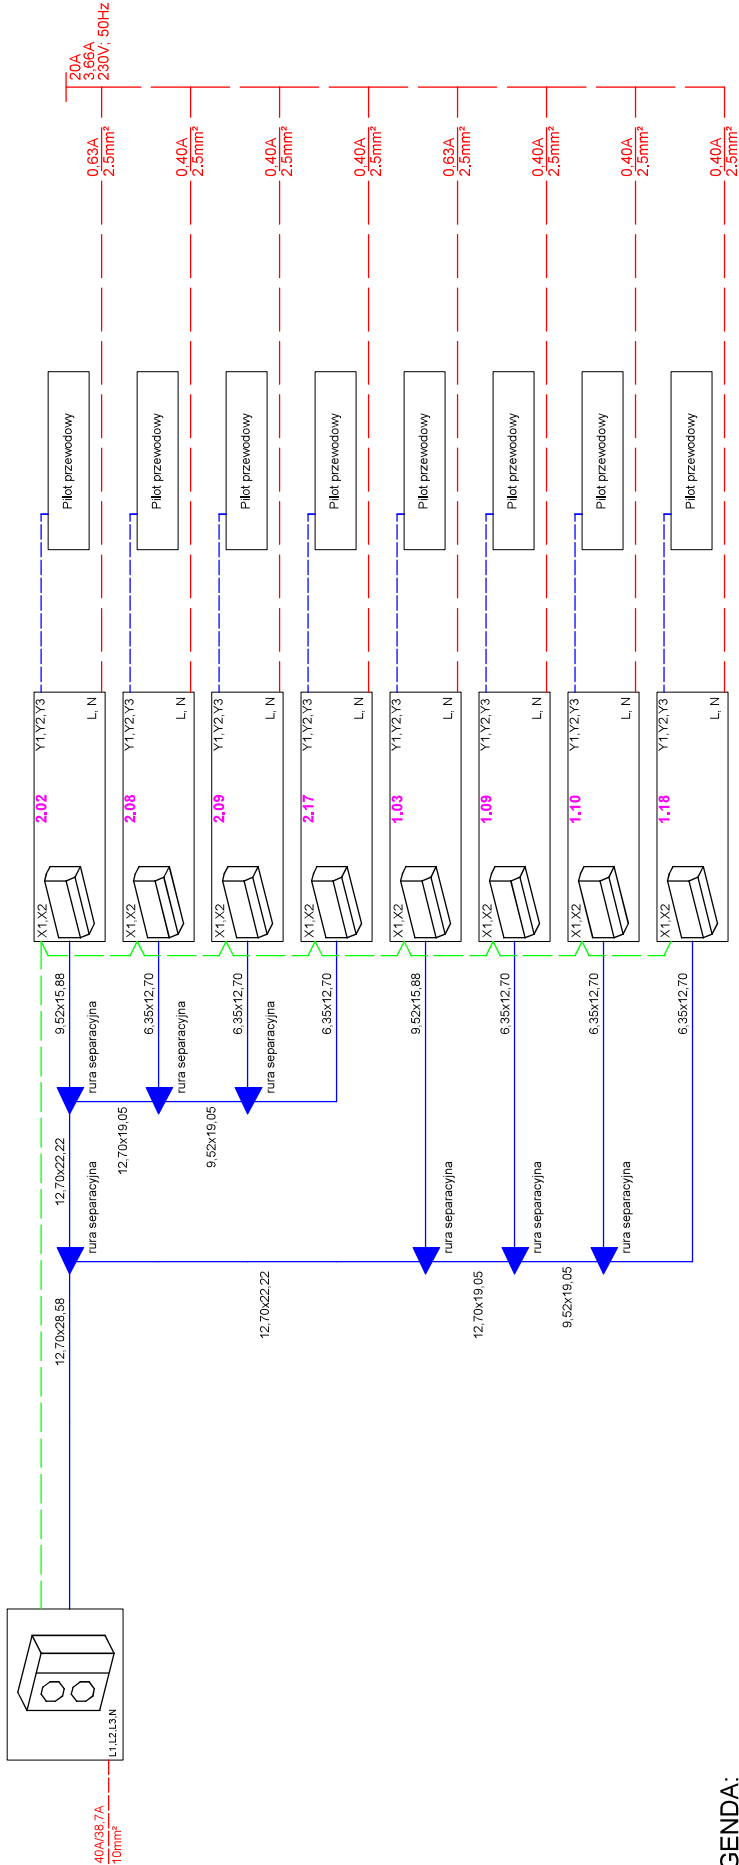 20A
3,66A
230V; 50Hz
0,63A
2,5mm²
0,40A
2,5mm²
0,40A
2,5mm²
0,40A
2,5mm²
0,63A
2,5mm²
0,40A
2,5mm²
0,40A
2,5mm²
0,40A
2,5mm²
Pilot przewodowy
Pilot przewodowy
Pilot przewodowy
Pilot przewodowy
Pilot przewodowy
Pilot przewodowy
Pilot przewodowy
Pilot przewodowy
Y1,Y2,Y3
L, N
Y1,Y2,Y3
L, N
Y1,Y2,Y3
L, N
Y1,Y2,Y3
L, N
Y1,Y2,Y3
L, N
Y1,Y2,Y3
L, N
Y1,Y2,Y3
L, N
Y1,Y2,Y3
L, N
2.02
2.08
2.09
2.17
1.03
1.09
1.10
1.18
X1,X2
X1,X2
X1,X2
X1,X2
X1,X2
X1,X2
X1,X2
X1,X2
9,52x15,88
6,35x12,70
6,35x12,70
6,35x12,70
9,52x15,88
6,35x12,70
6,35x12,70
6,35x12,70
rura separacyjna
rura separacyjna
rura separacyjna
12,70x22,22
12,70x19,05
9,52x19,05
rura separacyjna
rura separacyjna
rura separacyjna
rura separacyjna
12,70x28,58
12,70x22,22
12,70x19,05
9,52x19,05
L1,L2,L3,N
40A/38,7A
10mm²
GENDA: